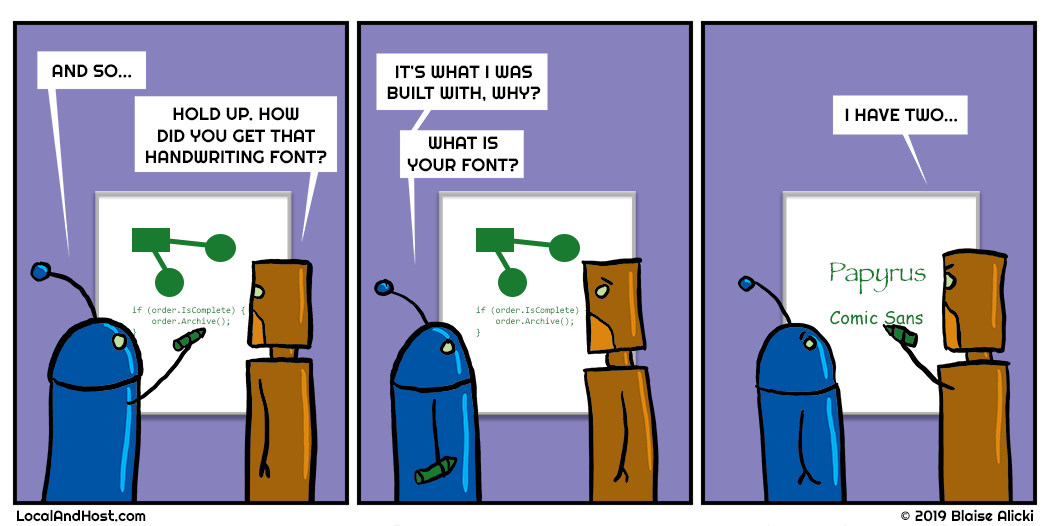 AND SO...
HOLD UP. HOW
DID YOU GET THAT
HANDWRITING FONT?
if (order.IsComplete) {
order.Archive();
}
IT'S WHAT I WAS
BUILT WITH, WHY?
WHAT IS
YOUR FONT?
if (order.IsComplete)
order.Archive();
}
I HAVE TWO...
Papyrus
Comic Sans
LocalAndHost.com
© 2019 Blaise Alicki